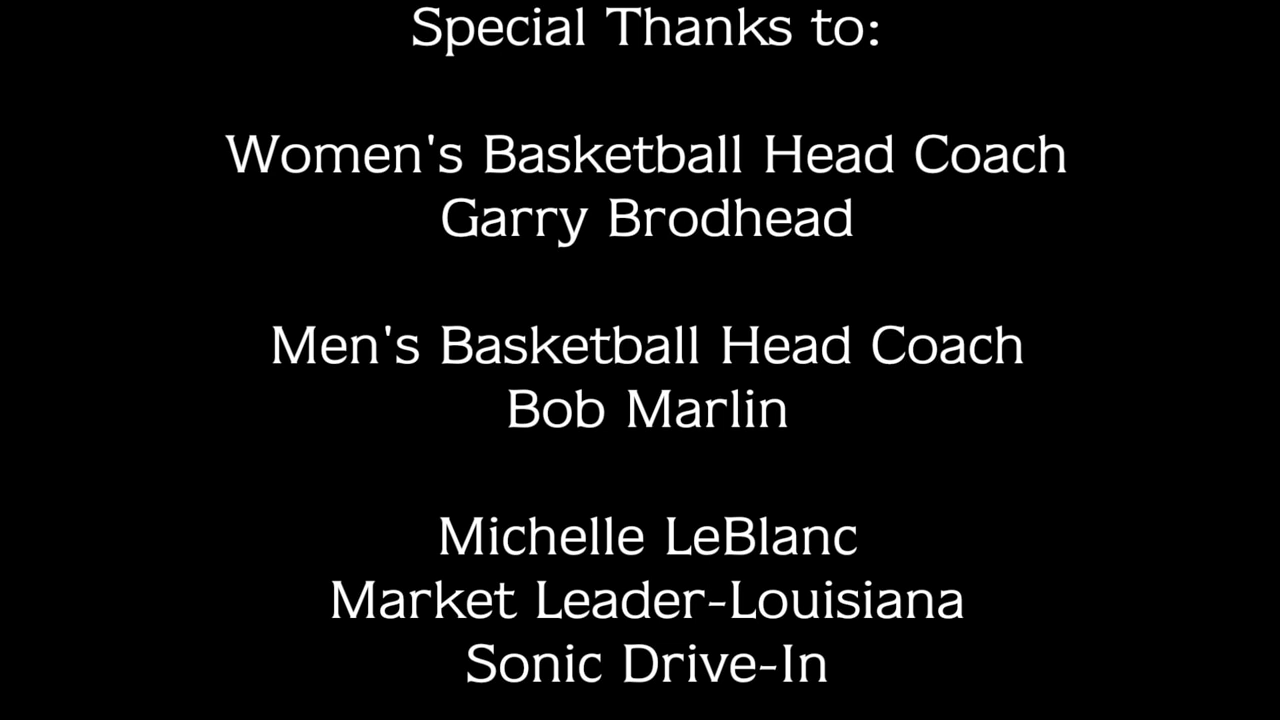 Special Thanks to:
Women's Basketball Head Coach
Garry Brodhead
Men's Basketball Head Coach
Bob Marlin
Michelle LeBlanc
Market Leader-Louisiana
Sonic Drive-In